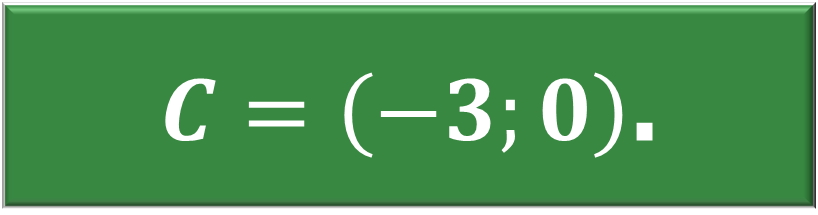 C = (−3; 0).